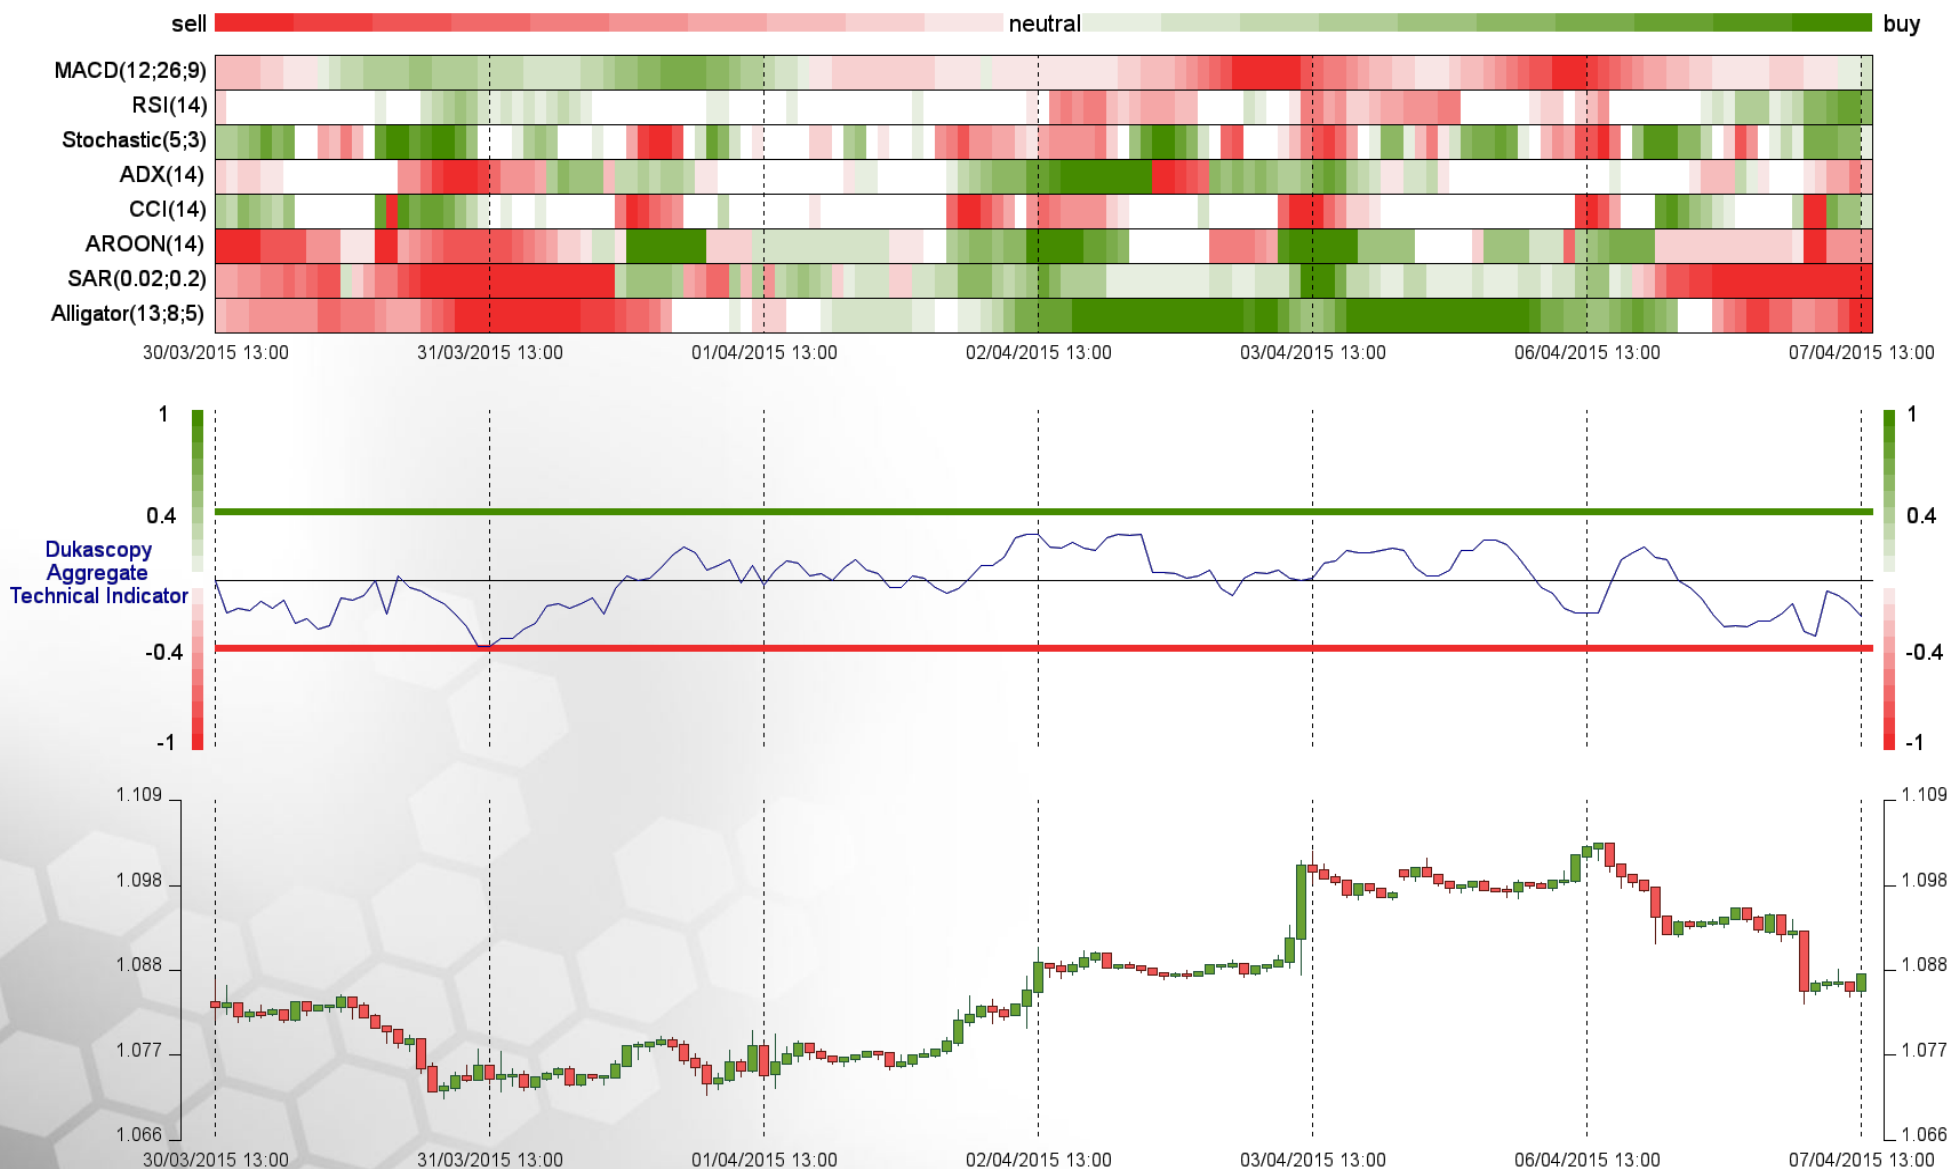 sell neutral buy
MACD(12;26;9)
RSI(14)
Stochastic(5;3)
ADX(14)
CCI(14)
AROON(14)
SAR(0.02;0.2)
Alligator(13;8;5)
30/03/2015 13:00 31/03/2015 13:00 01/04/2015 13:00 02/04/2015 13:00 03/04/2015 13:00 06/04/2015 13:00 07/04/2015 13:00
1 1
0.4 0.4
Dukascopy
Aggregate
Technical Indicator
-0.4 -0.4
-1 -1
1.109 1.109
1.098 1.098
1.088 1.088
1.077 1.077
1.066 1.066
30/03/2015 13:00 31/03/2015 13:00 01/04/2015 13:00 02/04/2015 13:00 03/04/2015 13:00 06/04/2015 13:00 07/04/2015 13:00